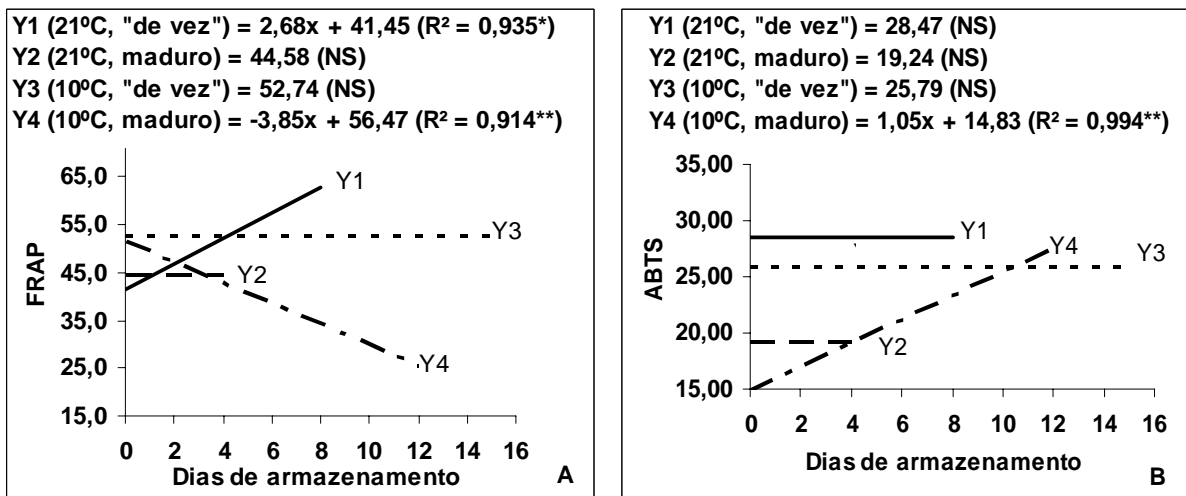 Y1 (21ºC, "de vez") = 2,68x + 41,45 (R² = 0,935*)
Y2 (21ºC, maduro) = 44,58 (NS)
Y3 (10ºC, "de vez") = 52,74 (NS)
Y4 (10ºC, maduro) = -3,85x + 56,47 (R² = 0,914**)
65,0
55,0
45,0
35,0
25,0
15,0
FRAP
Y1
Y3
Y2
Y4
0 2 4 6 8 10 12 14 16
Dias de armazenamento
A
Y1 (21ºC, "de vez") = 28,47 (NS)
Y2 (21ºC, maduro) = 19,24 (NS)
Y3 (10ºC, "de vez") = 25,79 (NS)
Y4 (10ºC, maduro) = 1,05x + 14,83 (R² = 0,994**)
35,00
30,00
25,00
20,00
15,00
ABTS
Y1
Y4
Y3
Y2
0 2 4 6 8 10 12 14 16
Dias de armazenamento
B